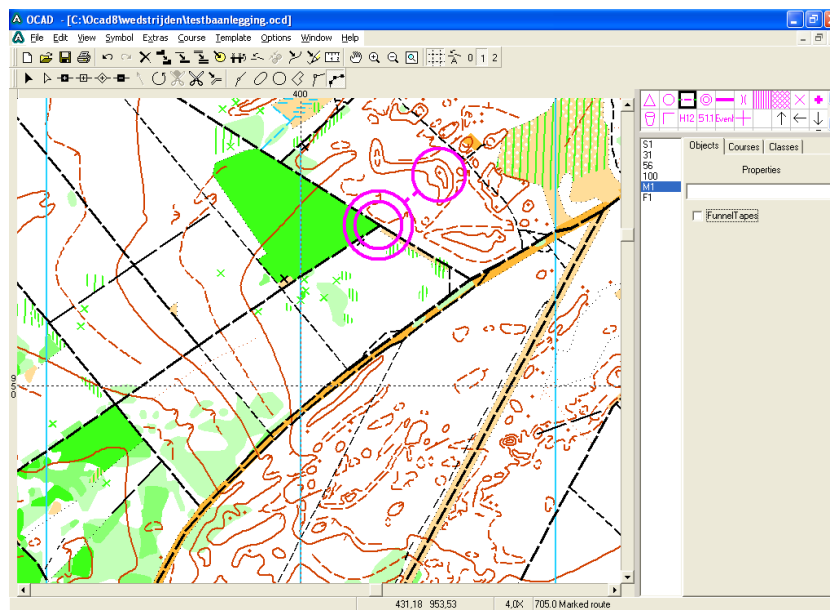 OCAD - [C:\Ocad8\wedstrijden\testbaanlegging.ocd]
File Edit View Symbol Extras Course Template Options Window Help
0 1 2
400
H12 511 Event
S1
31
56
100
M1
F1
Objects Courses Classes
Properties
FunnelTapes
431,18 953,53 4,0X 705.0 Marked route